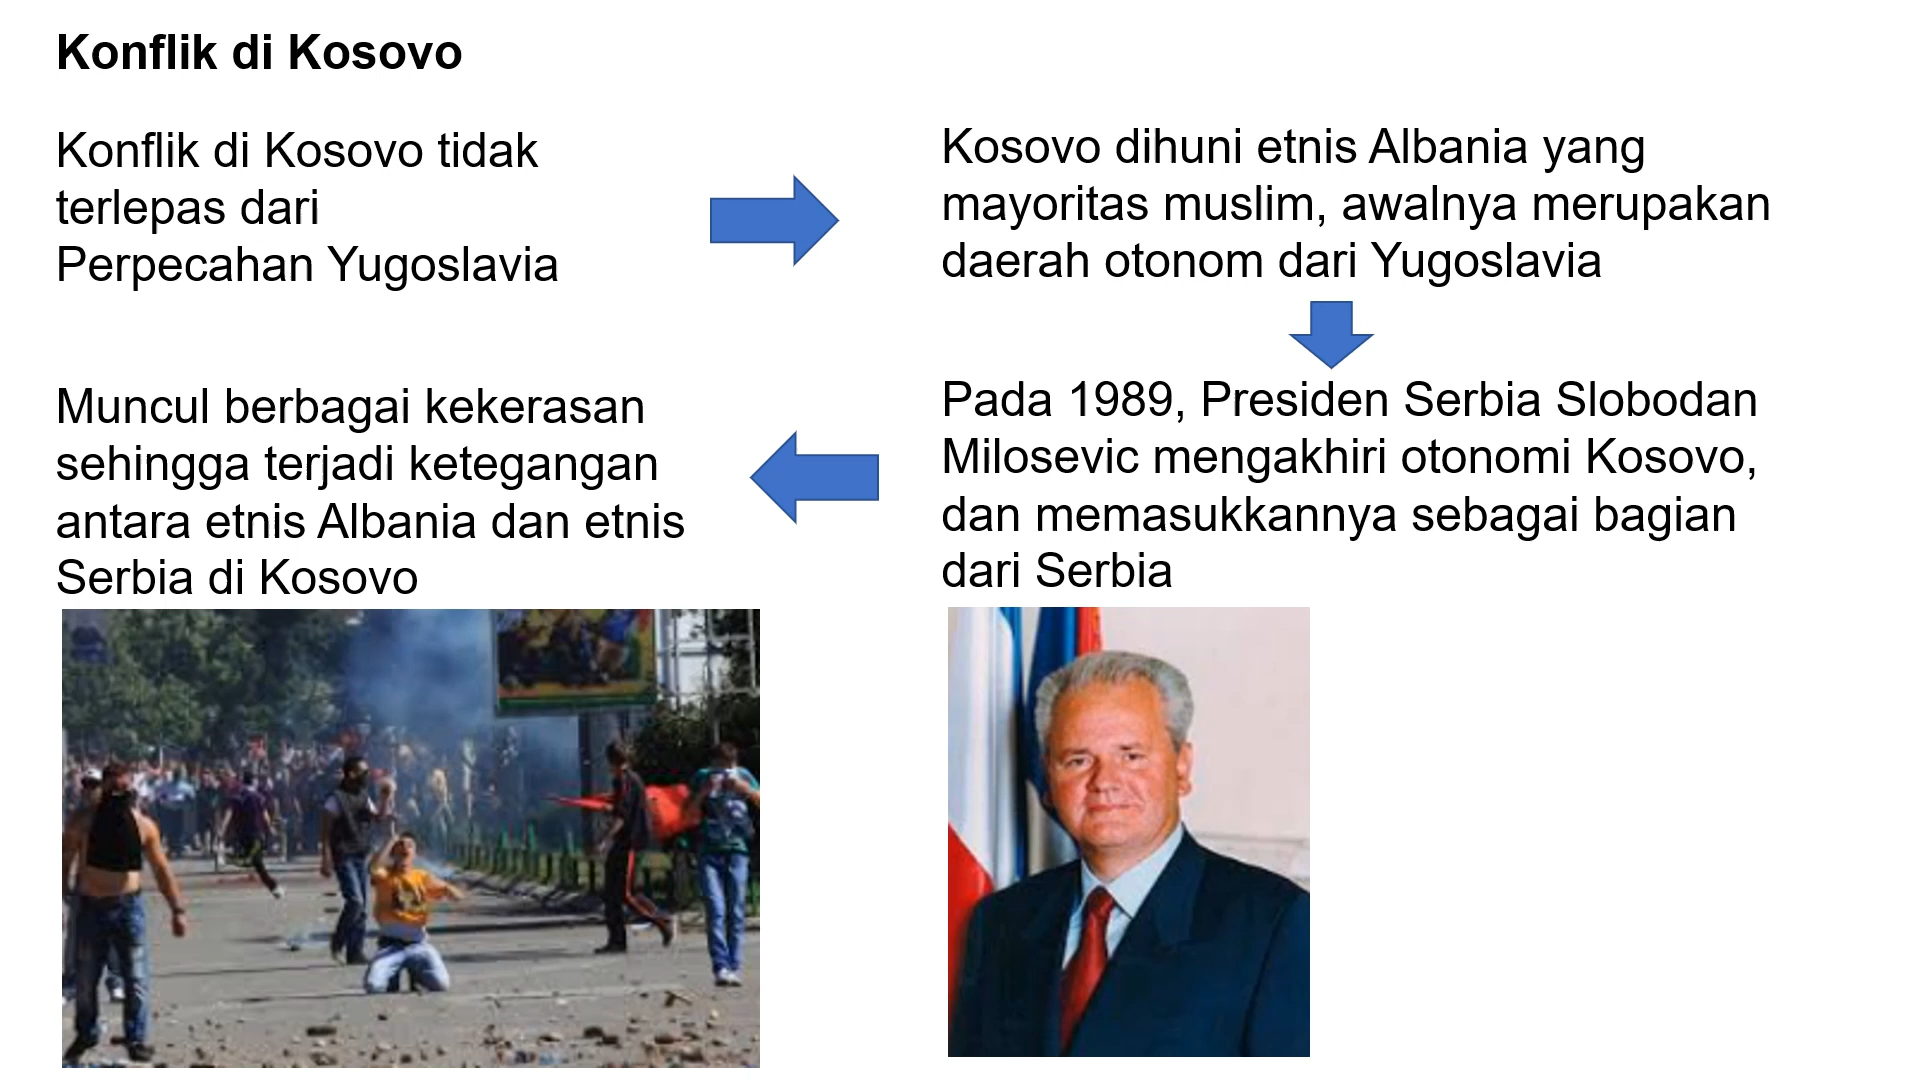 Konflik di Kosovo
Konflik di Kosovo tidak
terlepas dari
Perpecahan Yugoslavia
Kosovo dihuni etnis Albania yang
mayoritas muslim, awalnya merupakan
daerah otonom dari Yugoslavia
Pada 1989, Presiden Serbia Slobodan
Milosevic mengakhiri otonomi Kosovo,
dan memasukkannya sebagai bagian
dari Serbia
Muncul berbagai kekerasan
sehingga terjadi ketegangan
antara etnis Albania dan etnis
Serbia di Kosovo